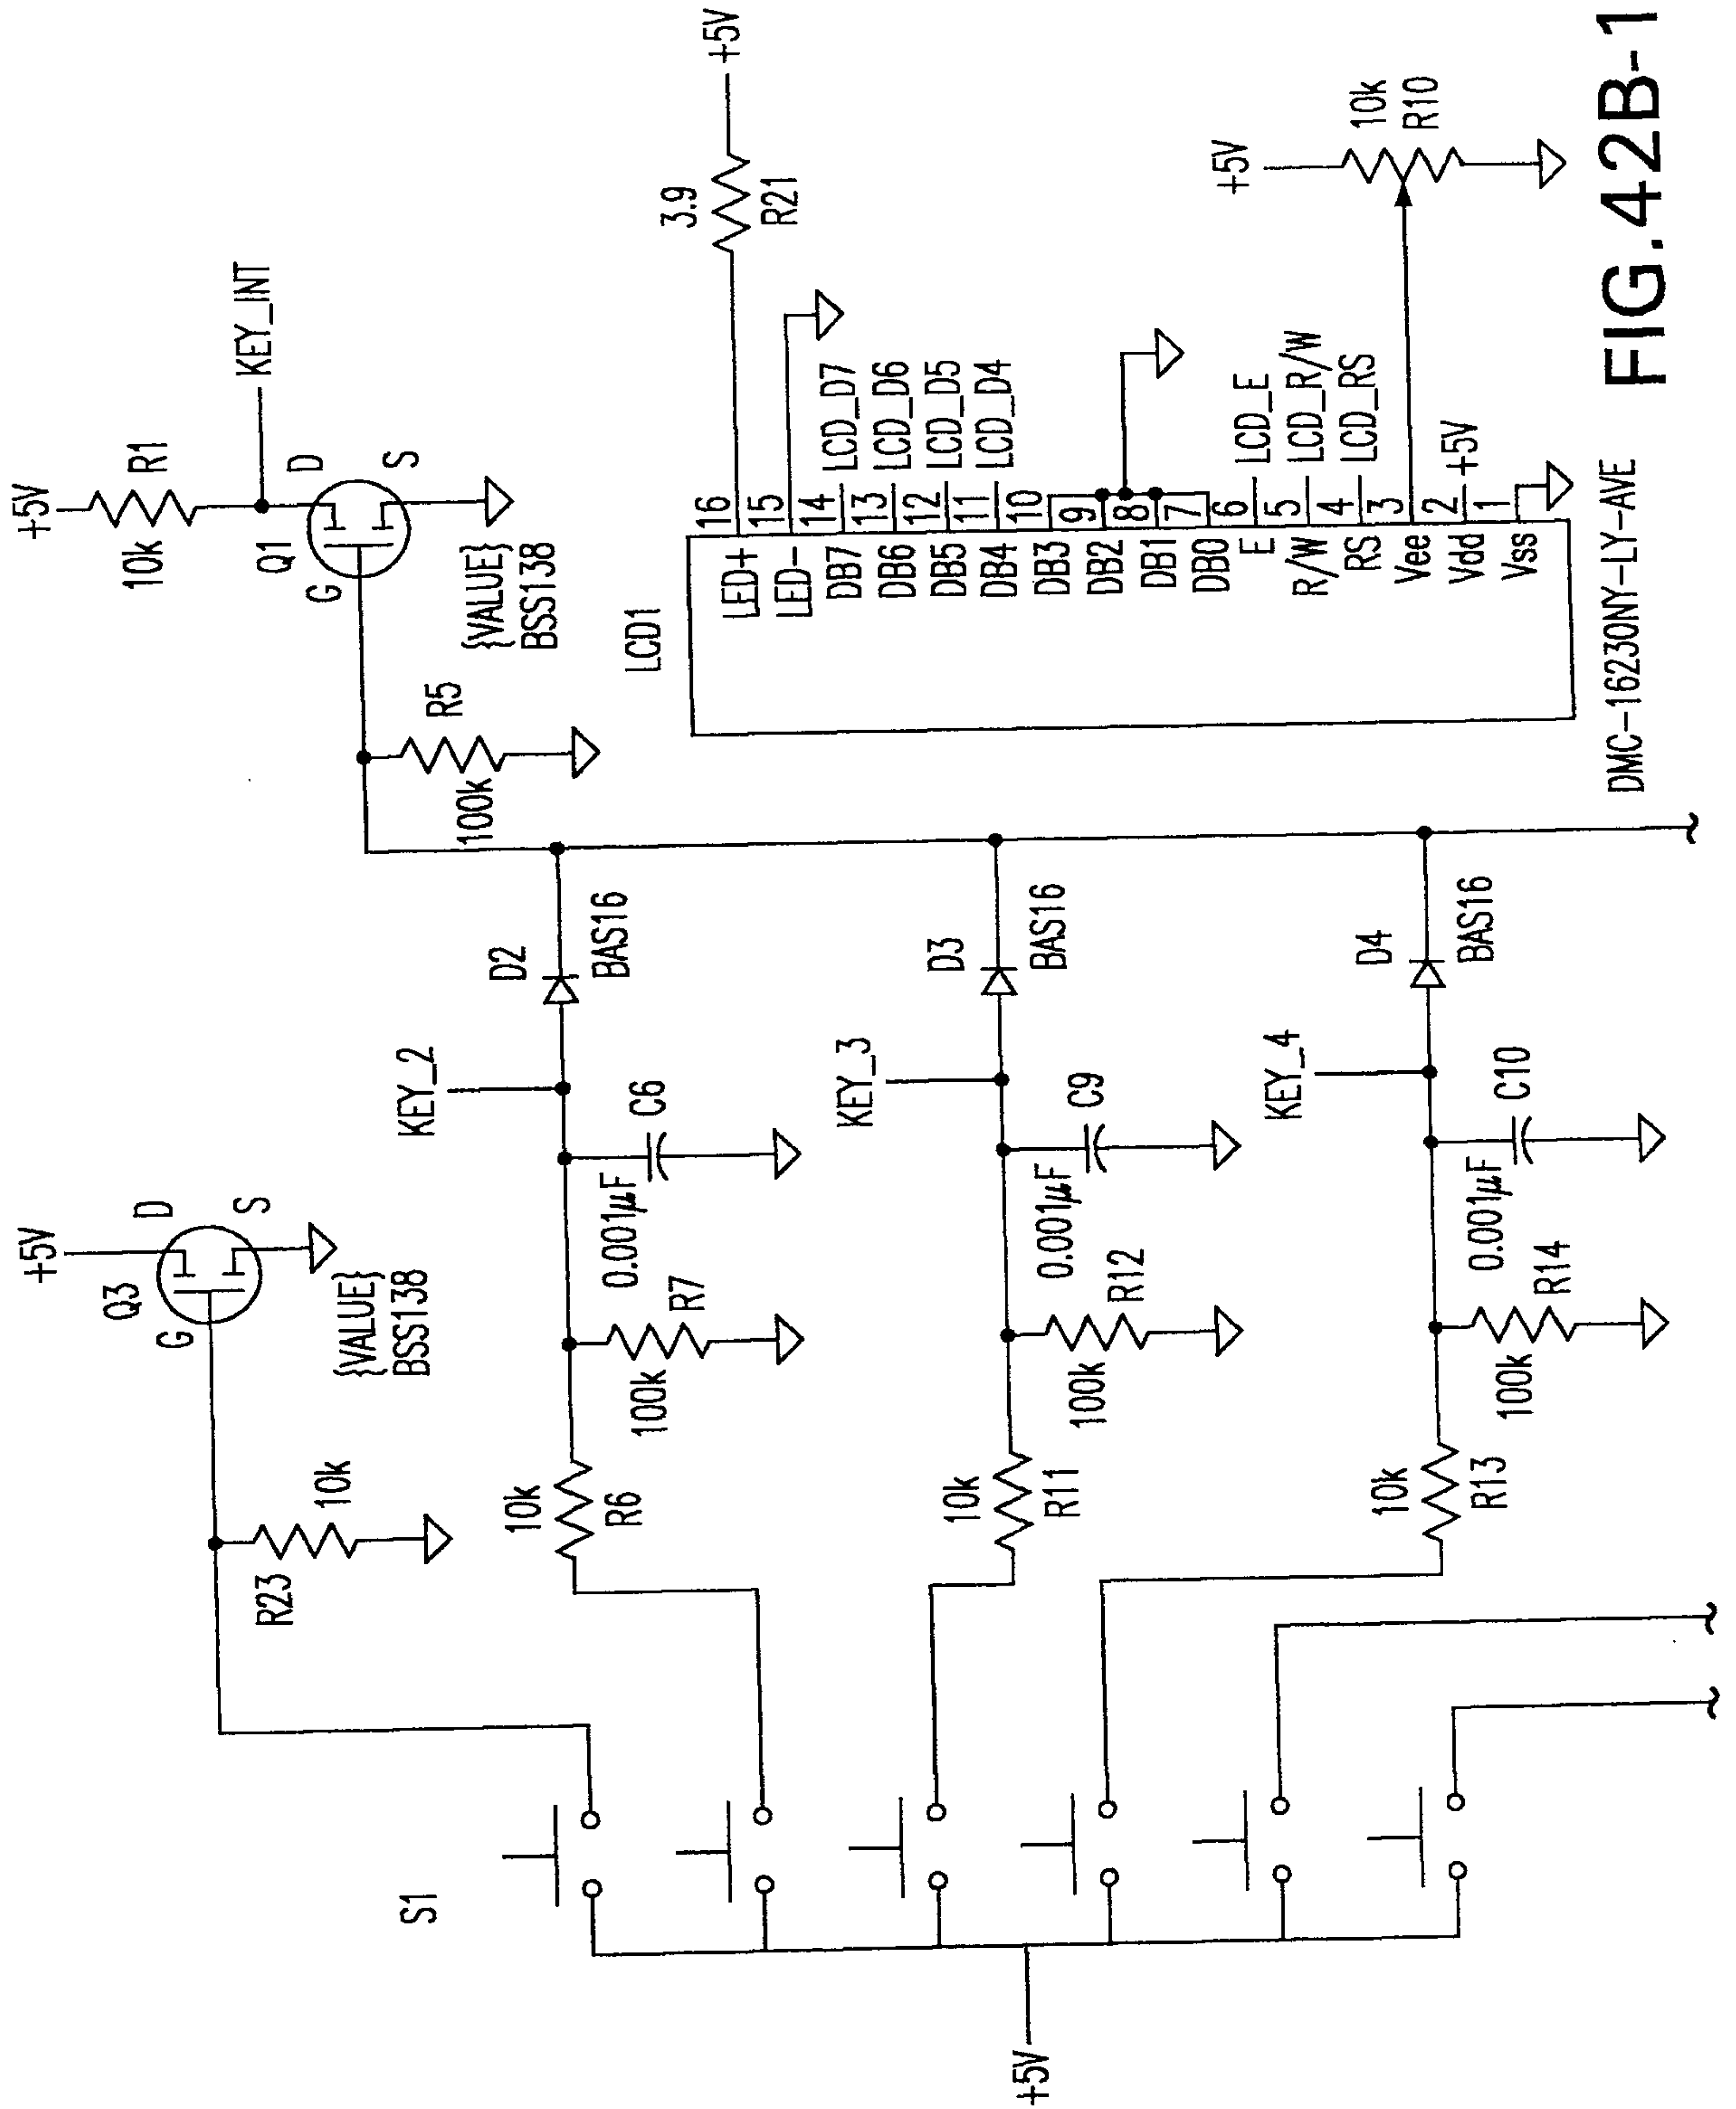 +5V
Q3
D
G
S
{VALUE}
BSS138
R23
10k
+5V
10k
R1
KEY_INT
Q1
D
G
S
{VALUE}
BSS138
R5
100k
KEY_2
D2
BAS16
10k
R6
100k
R7
0.001µF
C6
KEY_3
D3
BAS16
10k
R11
100k
R12
0.001µF
C9
KEY_4
D4
BAS16
10k
R13
100k
R14
0.001µF
C10
S1
+5V
LCD1
3.9
R21
+5V
LED+ 16
LED- 15
DB7 14 LCD_D7
DB6 13 LCD_D6
DB5 12 LCD_D5
DB4 11 LCD_D4
DB3 10
DB2 9
DB1 8
DB0 7
E 6 LCD_E
R/W 5 LCD_R/W
RS 4 LCD_RS
Vee 3
Vdd 2 +5V
Vss 1
+5V
10k
R10
DMC-16230NY-LY-AVE
FIG.42B-1